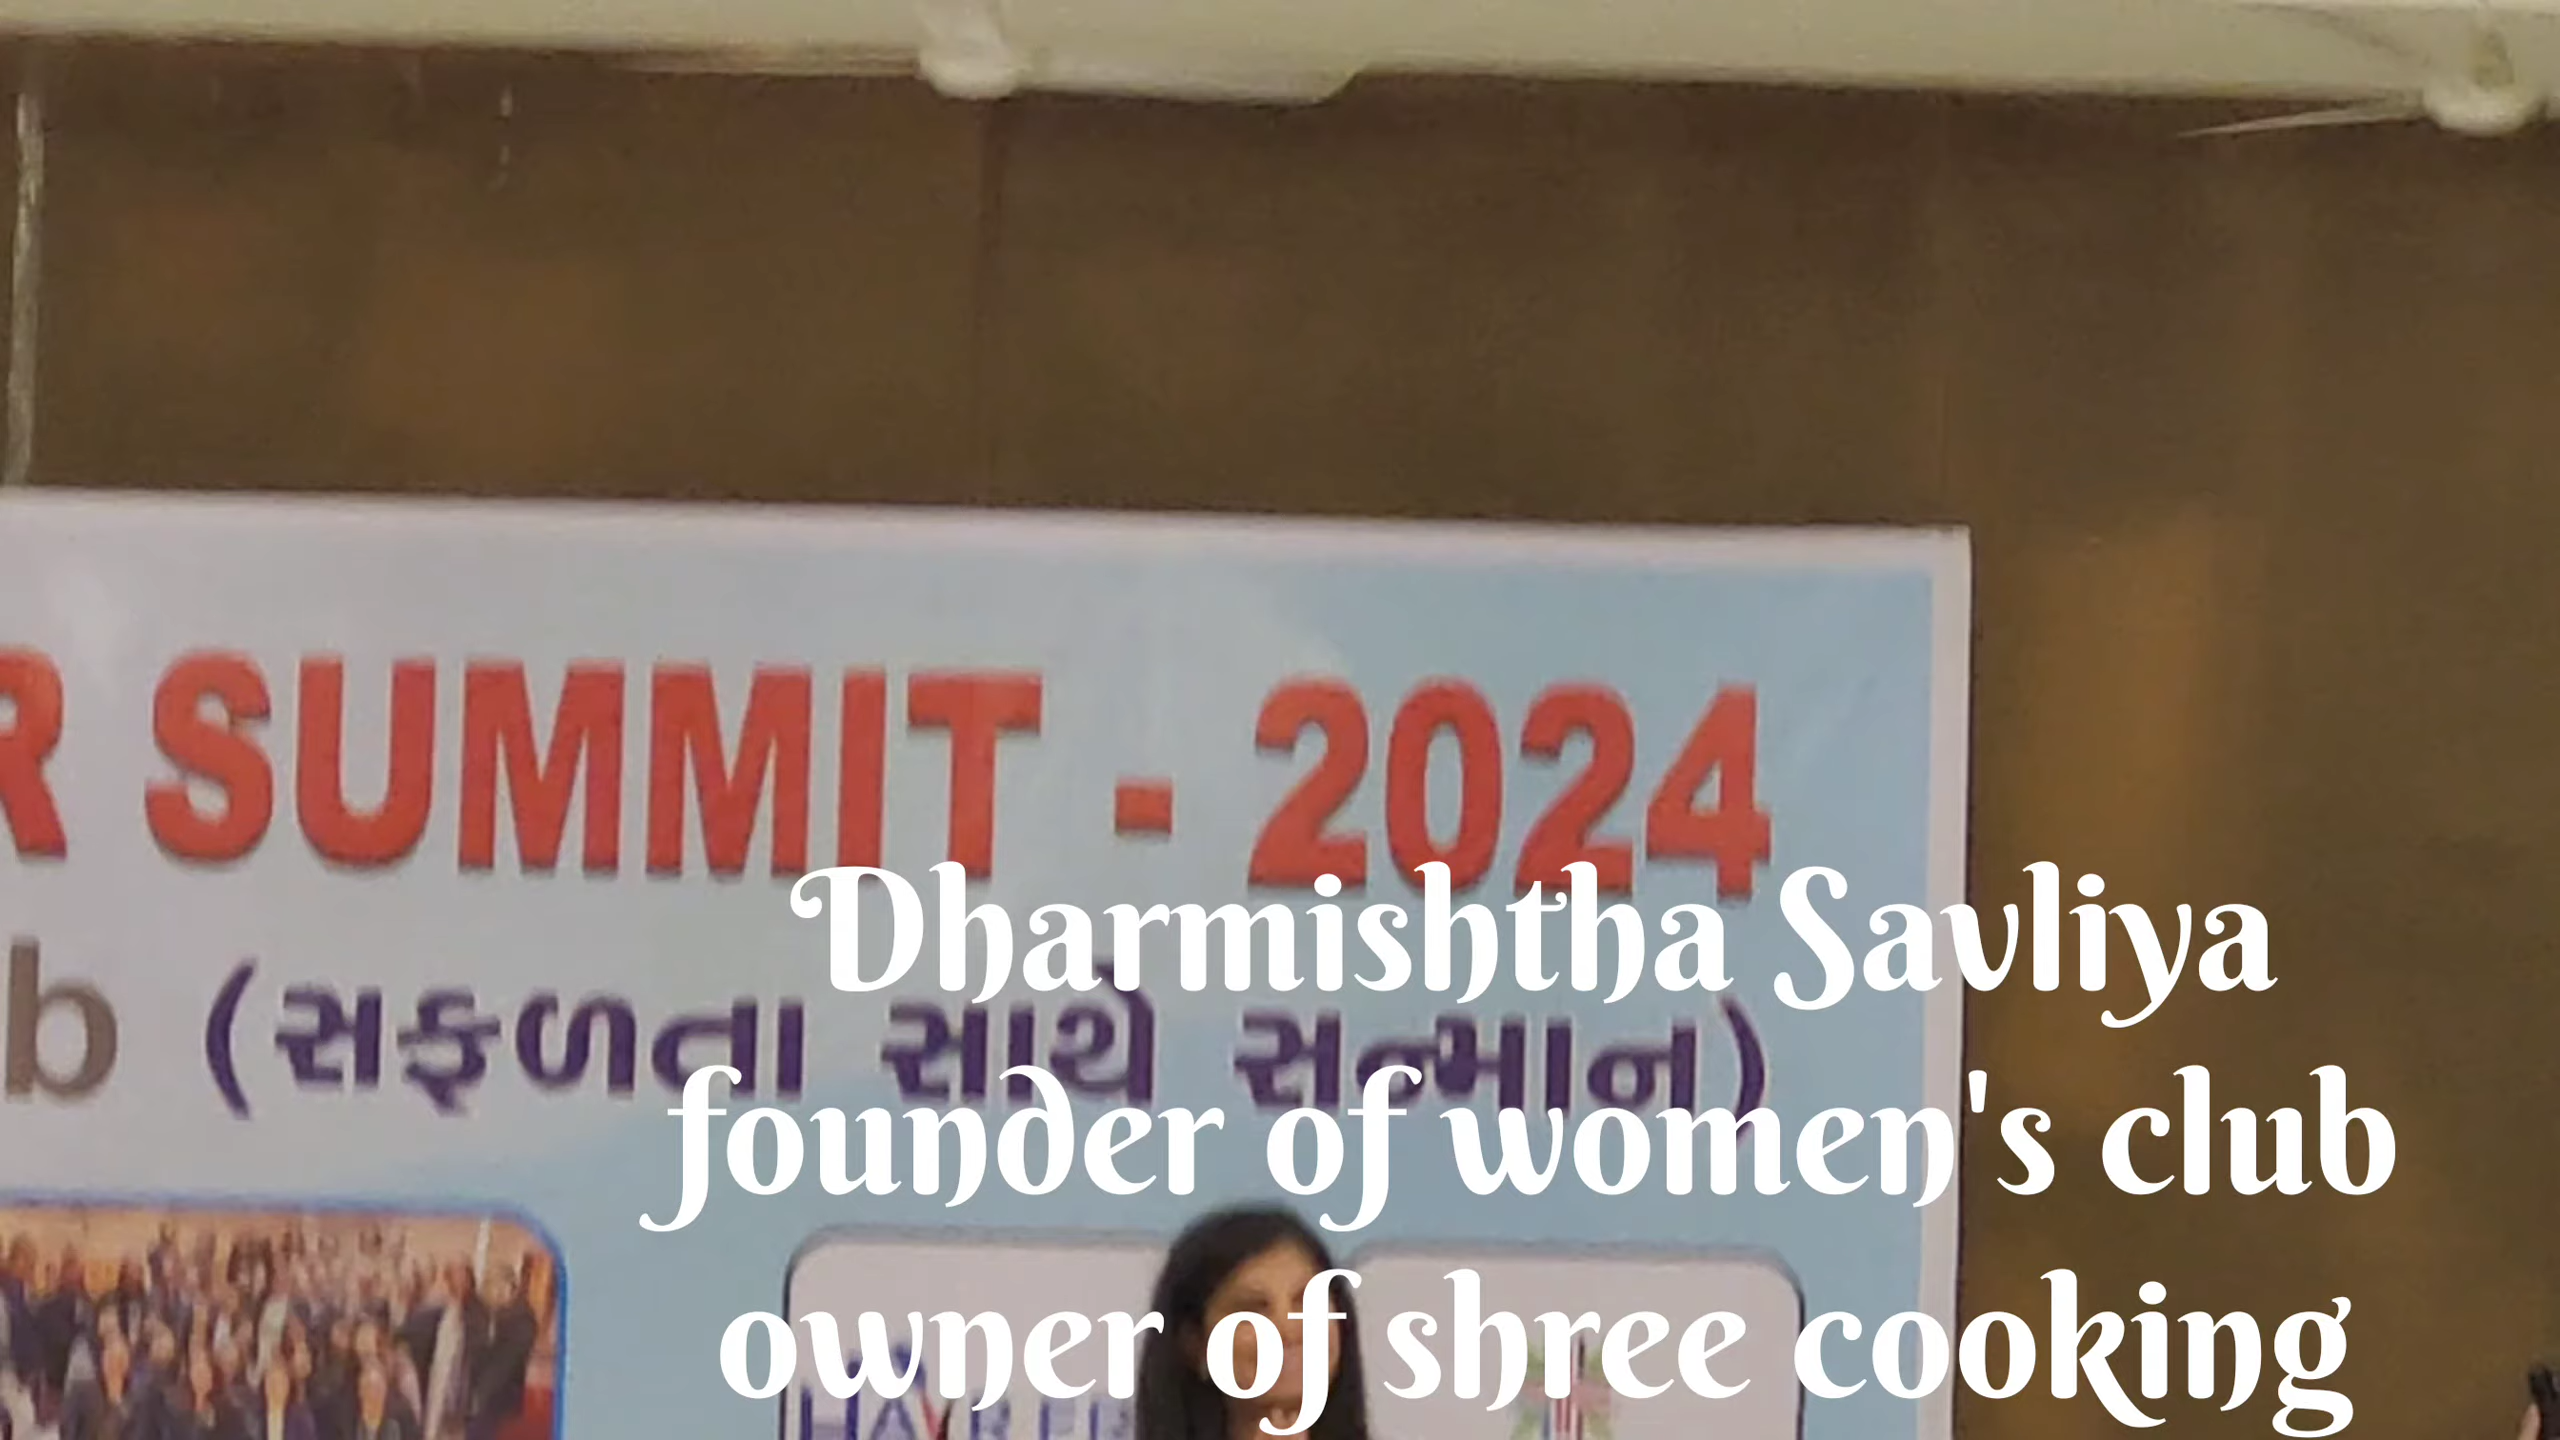 R SUMMIT - 2024
b (સફળતા સાથે સન્માન)
Dharmishtha Savliya
founder of women's club
owner of shree cooking